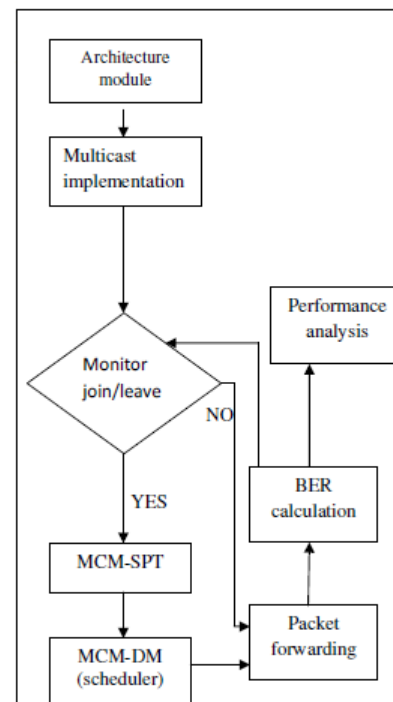 Architecture
module
Multicast
implementation
Performance
analysis
Monitor
join/leave
NO
BER
calculation
YES
MCM-SPT
Packet
forwarding
MCM-DM
(scheduler)